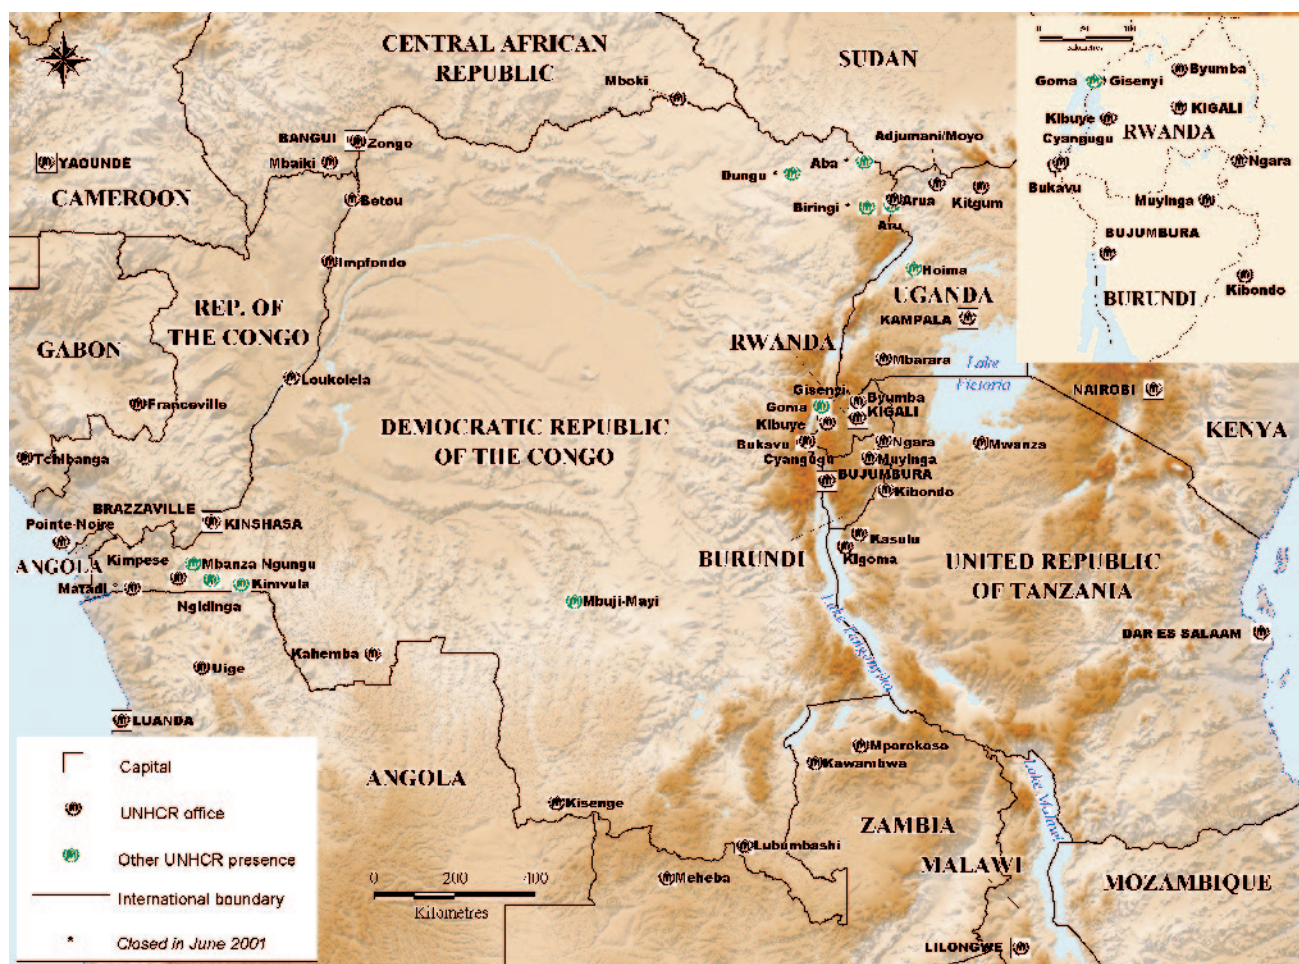 CENTRAL AFRICAN
REPUBLIC
SUDAN
Mboki
Adjumani/Moyo
BANGUI
Zongo
YAOUNDE
Mbaiki
Aba *
Dungu *
CAMEROON
Betou
Biringi *
Arua
Kitgum
Aru
Impfondo
Hoima
UGANDA
REP. OF
THE CONGO
KAMPALA
GABON
RWANDA
Mbarara
Lake
Victoria
Loukolela
NAIROBI
Gisenyi
Byumba
Franceville
Goma
KIGALI
Kibuye
DEMOCRATIC REPUBLIC
OF THE CONGO
KENYA
Bukavu
Ngara
Mwanza
Tchibanga
Cyangugu
Muyinga
BUJUMBURA
Kibondo
BRAZZAVILLE
KINSHASA
Pointe-Noire
Kasulu
Kigoma
BURUNDI
UNITED REPUBLIC
OF TANZANIA
ANGOLA
Kimpese
Mbanza Ngungu
Matadi *
Kimvula
Ngidinga
Mbuji-Mayi
Lake Tanganyika
DAR ES SALAAM
Kahemba
Uige
LUANDA
Mporokoso
Kawambwa
ANGOLA
Lake Malawi
Kisenge
ZAMBIA
Lubumbashi
Meheba
MALAWI
MOZAMBIQUE
LILONGWE
0 200 400
Kilometres
Capital
UNHCR office
Other UNHCR presence
International boundary
* Closed in June 2001
0 50 100
kilometres
Goma
Gisenyi
Byumba
Kibuye
KIGALI
Cyangugu
RWANDA
Ngara
Bukavu
Muyinga
BUJUMBURA
Kibondo
BURUNDI